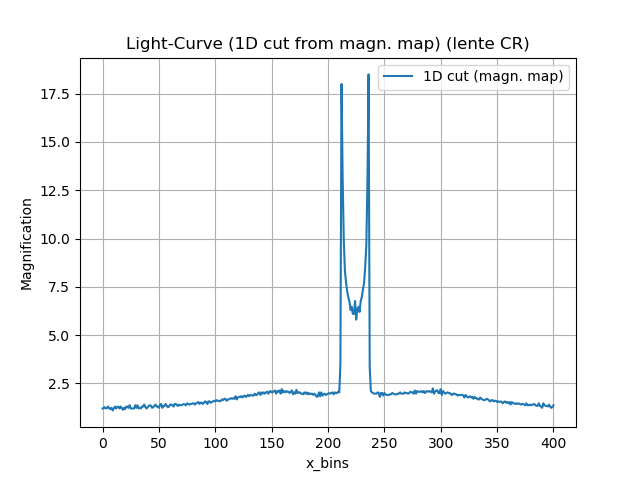 Light-Curve (1D cut from magn. map) (lente CR)
1D cut (magn. map)
Magnification
17.5
15.0
12.5
10.0
7.5
5.0
2.5
0 50 100 150 200 250 300 350 400
x_bins